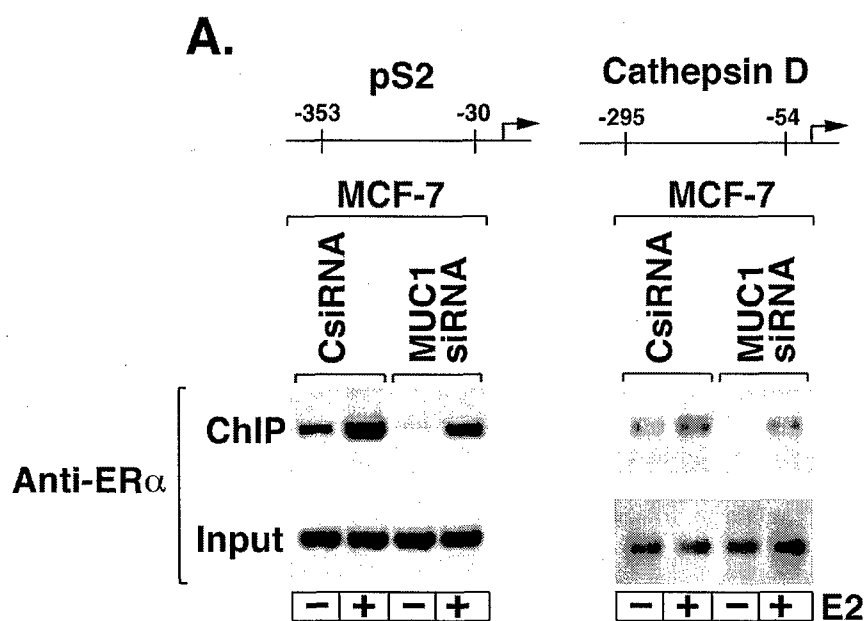 A.
pS2
-353
-30
Cathepsin D
-295
-54
MCF-7
MCF-7
CsiRNA
MUC1
siRNA
CsiRNA
MUC1
siRNA
Anti-ERα
ChIP
Input
− + − +
− + − + E2